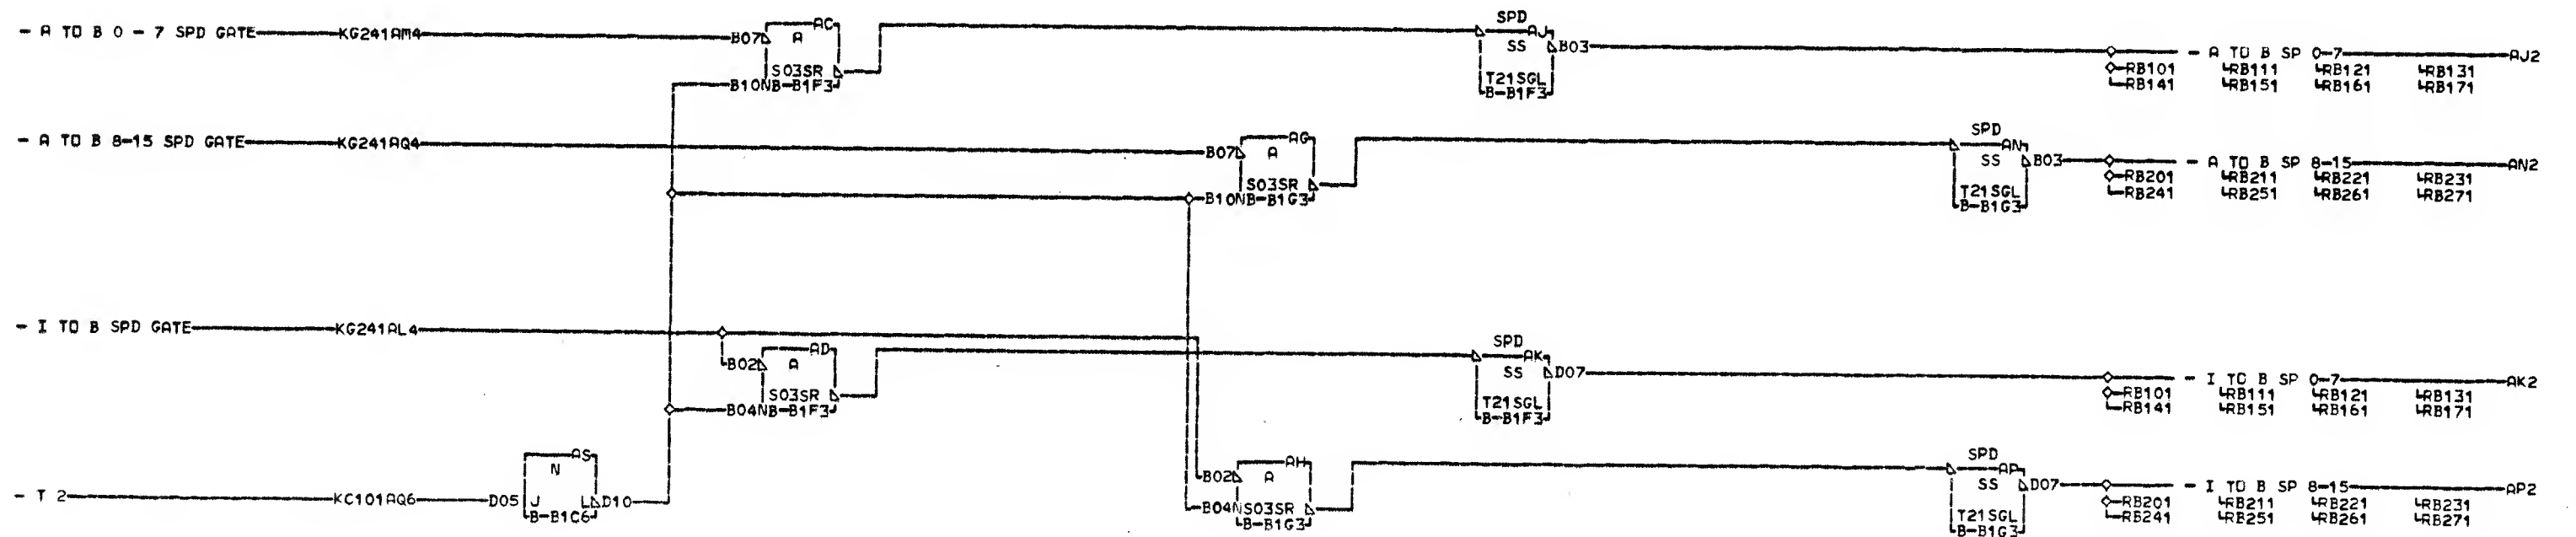 - A TO B 0 - 7 SPD GATE KG241AM4 B07 AC
A
S03SR
B10 N B-B1F3
SPD
AJ
SS B03
T21SGL
B-B1F3
- A TO B SP 0-7 AJ2
RB101 RB111 RB121 RB131
RB141 RB151 RB161 RB171
- A TO B 8-15 SPD GATE KG241AQ4 B07 AG
A
S03SR
B10 N B-B1G3
SPD
AN
SS B03
T21SGL
B-B1G3
- A TO B SP 8-15 AN2
RB201 RB211 RB221 RB231
RB241 RB251 RB261 RB271
- I TO B SPD GATE KG241AL4
AD
B02 A
S03SR
B04 N B-B1F3
SPD
AK
SS D07
T21SGL
B-B1F3
- I TO B SP 0-7 AK2
RB101 RB111 RB121 RB131
RB141 RB151 RB161 RB171
- T 2 KC101AQ6 D05
AS
N
J L D10
B-B1C6
AH
B02 A
B04 N S03SR
B-B1G3
SPD
AP
SS D07
T21SGL
B-B1G3
- I TO B SP 8-15 AP2
RB201 RB211 RB221 RB231
RB241 RB251 RB261 RB271